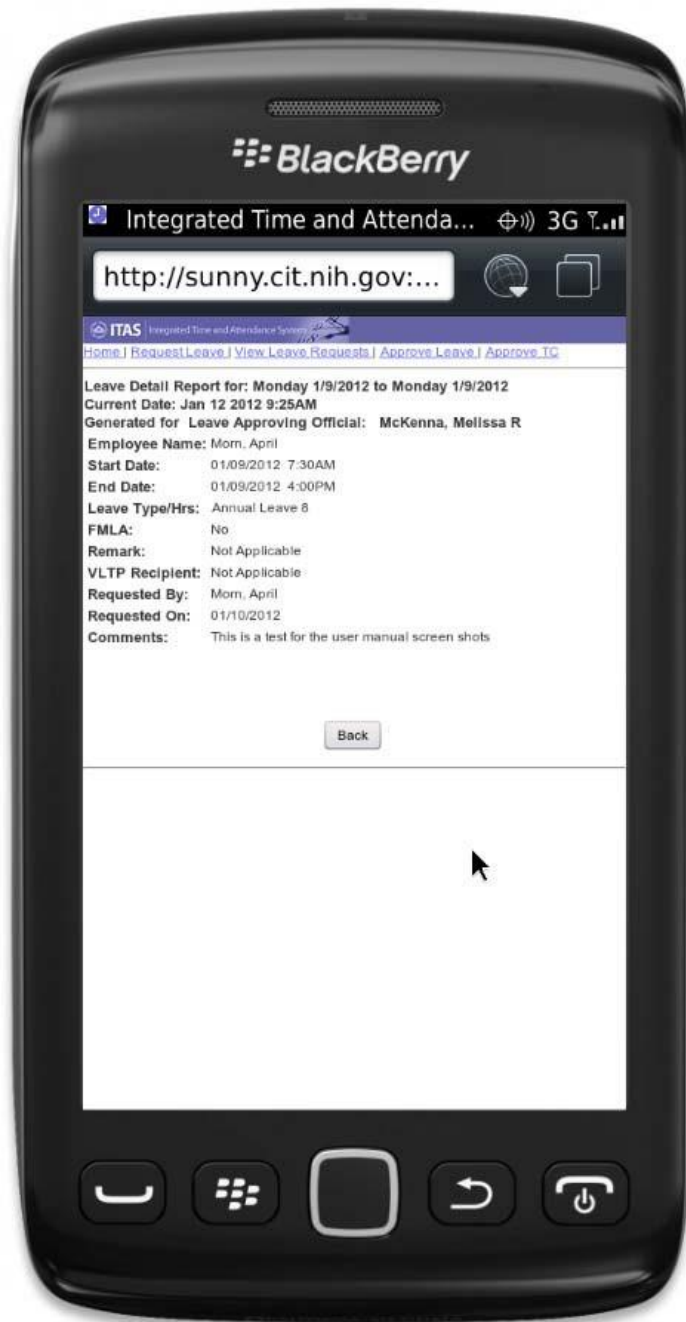 BlackBerry
Integrated Time and Attenda... 3G
http://sunny.cit.nih.gov:...
ITAS Integrated Time and Attendance System
Home | Request Leave | View Leave Requests | Approve Leave | Approve TC
Leave Detail Report for: Monday 1/9/2012 to Monday 1/9/2012
Current Date: Jan 12 2012 9:25AM
Generated for Leave Approving Official: McKenna, Melissa R
Employee Name: Morn, April
Start Date: 01/09/2012 7:30AM
End Date: 01/09/2012 4:00PM
Leave Type/Hrs: Annual Leave 8
FMLA: No
Remark: Not Applicable
VLTP Recipient: Not Applicable
Requested By: Morn, April
Requested On: 01/10/2012
Comments: This is a test for the user manual screen shots
Back